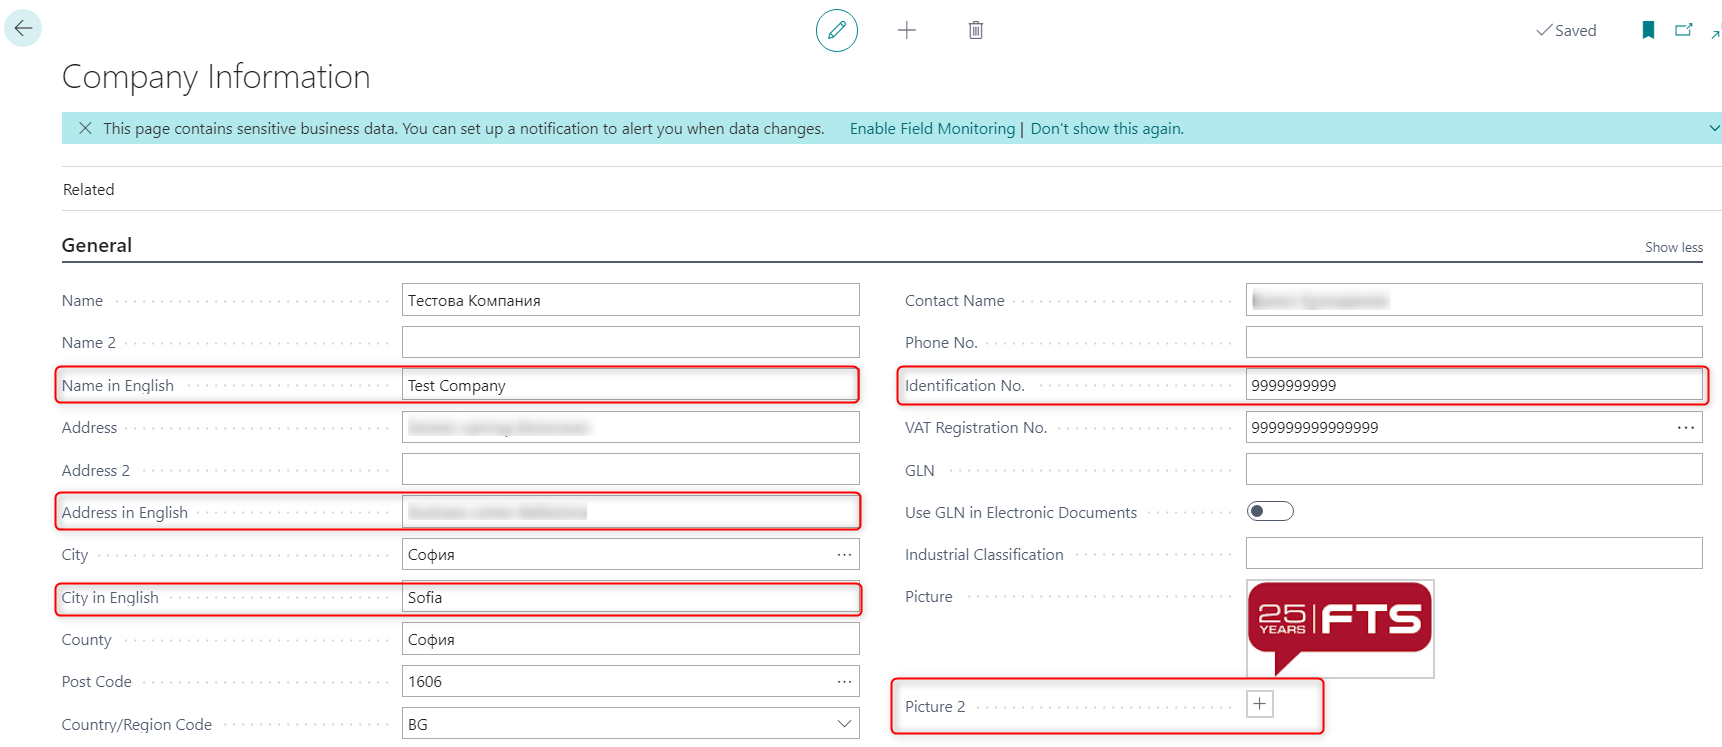 Saved
Company Information
This page contains sensitive business data. You can set up a notification to alert you when data changes. Enable Field Monitoring | Don't show this again.
Related
General
Show less
Name Тестова Компания
Name 2
Name in English Test Company
Address
Address 2
Address in English
City София
City in English Sofia
County София
Post Code 1606
Country/Region Code BG
Contact Name
Phone No.
Identification No. 9999999999
VAT Registration No. 999999999999999
GLN
Use GLN in Electronic Documents
Industrial Classification
Picture
25 YEARS FTS
Picture 2